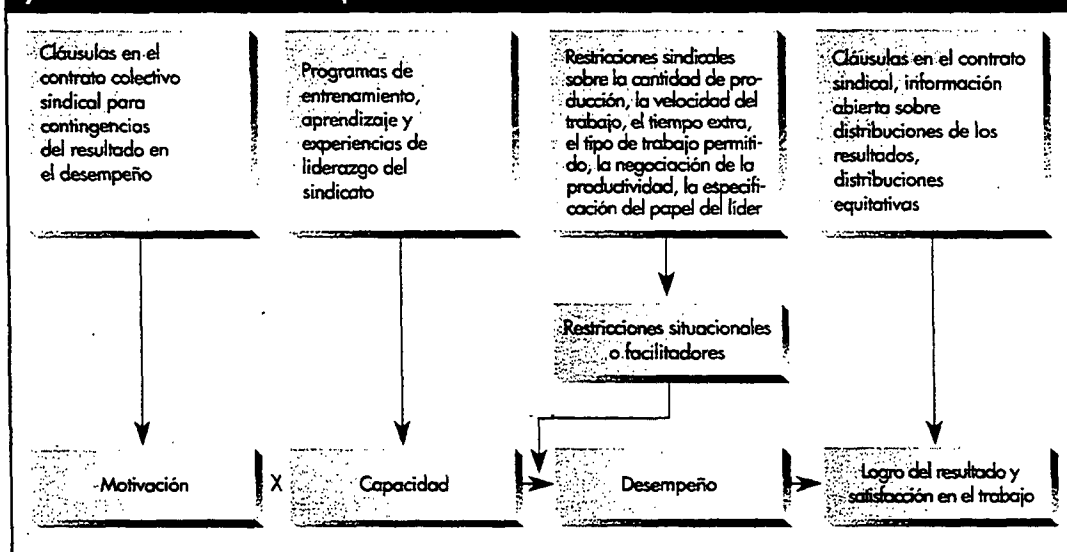 Cláusulas en el
contrato colectivo
sindical para
contingencias
del resultado en
el desempeño
Programas de
entrenamiento,
aprendizaje y
experiencias de
liderazgo del
sindicato
Restricciones sindicales
sobre la cantidad de pro-
ducción, la velocidad del
trabajo, el tiempo extra,
el tipo de trabajo permiti-
do, la negociación de la
productividad, la especifi-
cación del papel del líder
Cláusulas en el contrato
sindical, información
abierta sobre
distribuciones de los
resultados,
distribuciones
equitativas
Restricciones situacionales
o facilitadores
Motivación
X
Capacidad
Desempeño
Logro del resultado y
satisfacción en el trabajo